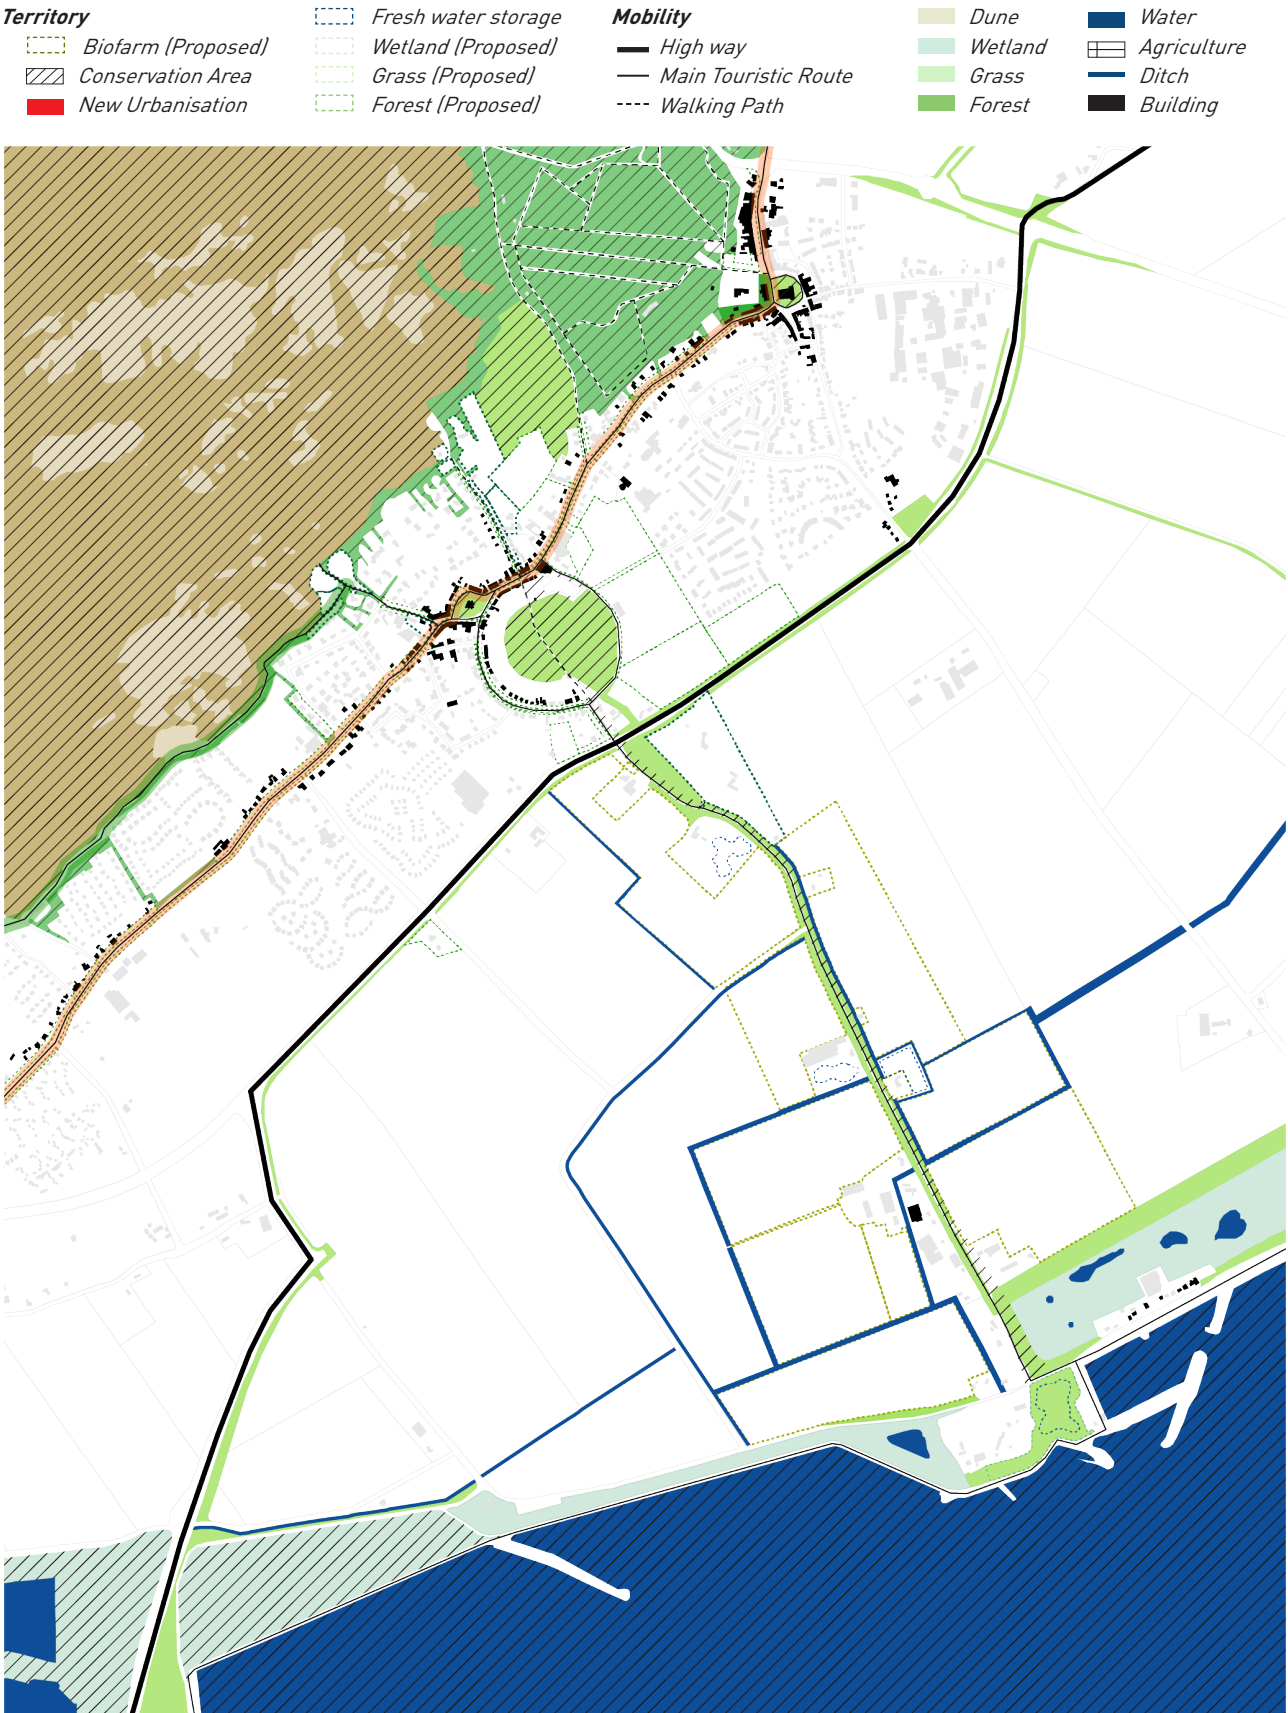 Territory
Biofarm (Proposed)
Conservation Area
New Urbanisation
Fresh water storage
Wetland (Proposed)
Grass (Proposed)
Forest (Proposed)
Mobility
High way
Main Touristic Route
Walking Path
Dune
Wetland
Grass
Forest
Water
Agriculture
Ditch
Building